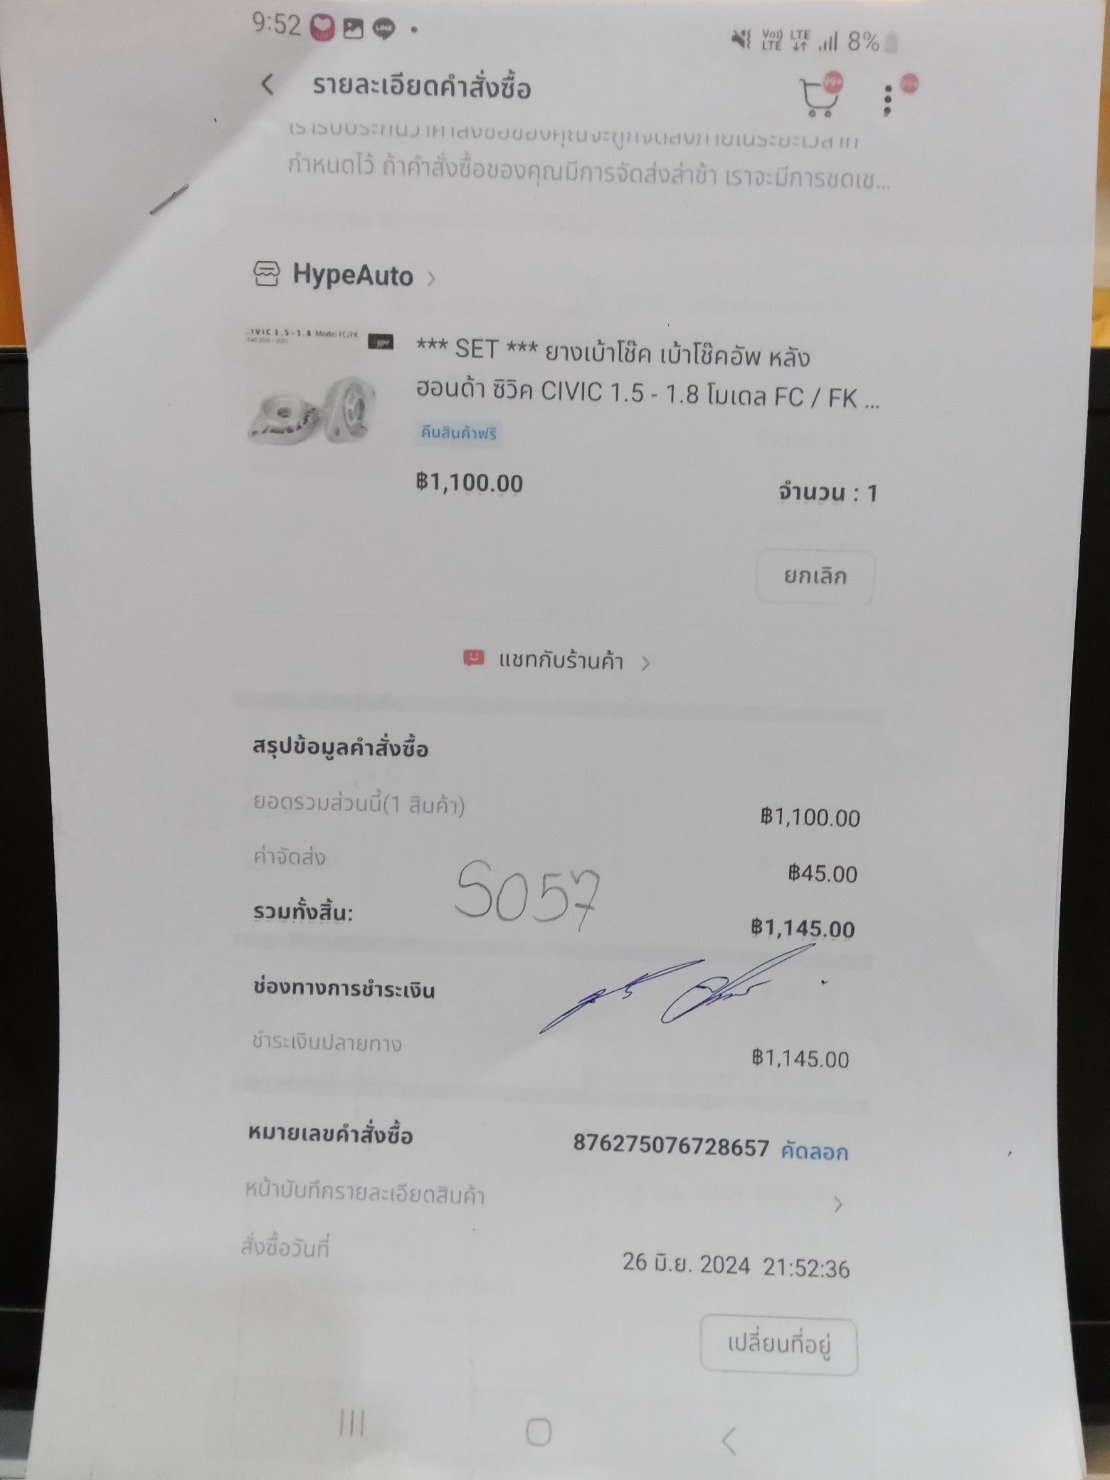 9:52 LINE VoLTE LTE 8%
รายละเอียดคำสั่งซื้อ 99+
กำหนดไว้ ถ้าคำสั่งซื้อของคุณมีการจัดส่งล่าช้า เราจะมีการชดเช...
HypeAuto
CIVIC 1.5-1.8 Model FC/FK
*** SET *** ยางเบ้าโช๊ค เบ้าโช๊คอัพ หลัง
ฮอนด้า ซิวิค CIVIC 1.5 - 1.8 โมเดล FC / FK ...
คืนสินค้าฟรี
฿1,100.00 จำนวน : 1
ยกเลิก
แชทกับร้านค้า
สรุปข้อมูลคำสั่งซื้อ
ยอดรวมส่วนนี้(1 สินค้า) ฿1,100.00
ค่าจัดส่ง ฿45.00
S057
รวมทั้งสิ้น: ฿1,145.00
ช่องทางการชำระเงิน
ชำระเงินปลายทาง ฿1,145.00
หมายเลขคำสั่งซื้อ 876275076728657 คัดลอก
หน้าบันทึกรายละเอียดสินค้า
สั่งซื้อวันที่ 26 มิ.ย. 2024 21:52:36
เปลี่ยนที่อยู่